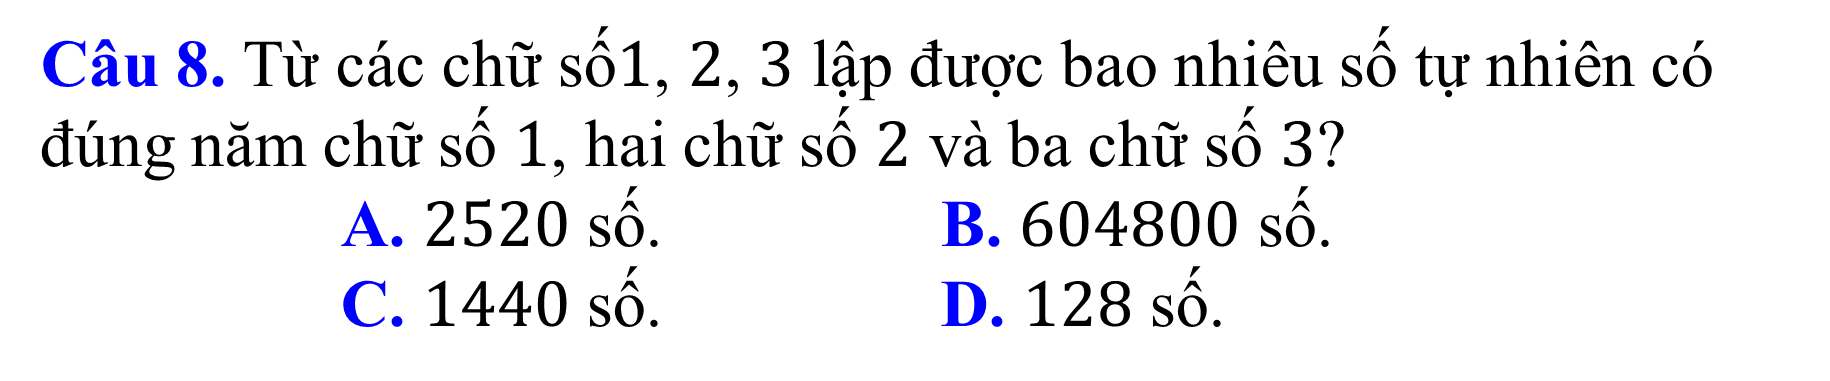 Câu 8. Từ các chữ số1, 2, 3 lập được bao nhiêu số tự nhiên có
đúng năm chữ số 1, hai chữ số 2 và ba chữ số 3?
A. 2520 số. B. 604800 số.
C. 1440 số. D. 128 số.